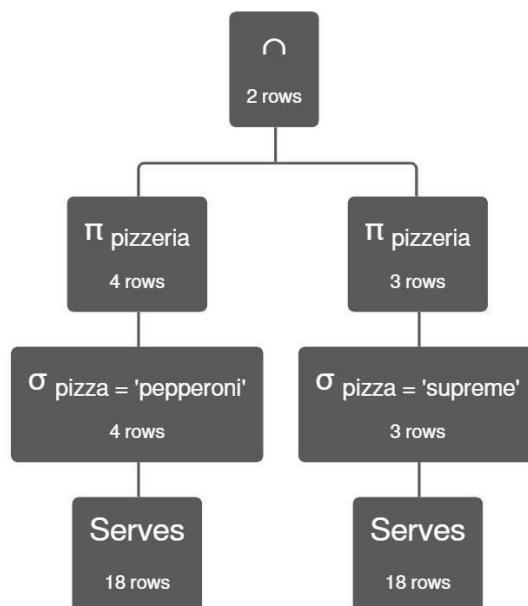 ∩
2 rows
π pizzeria
π pizzeria
4 rows
3 rows
σ pizza = 'pepperoni'
σ pizza = 'supreme'
4 rows
3 rows
Serves
Serves
18 rows
18 rows